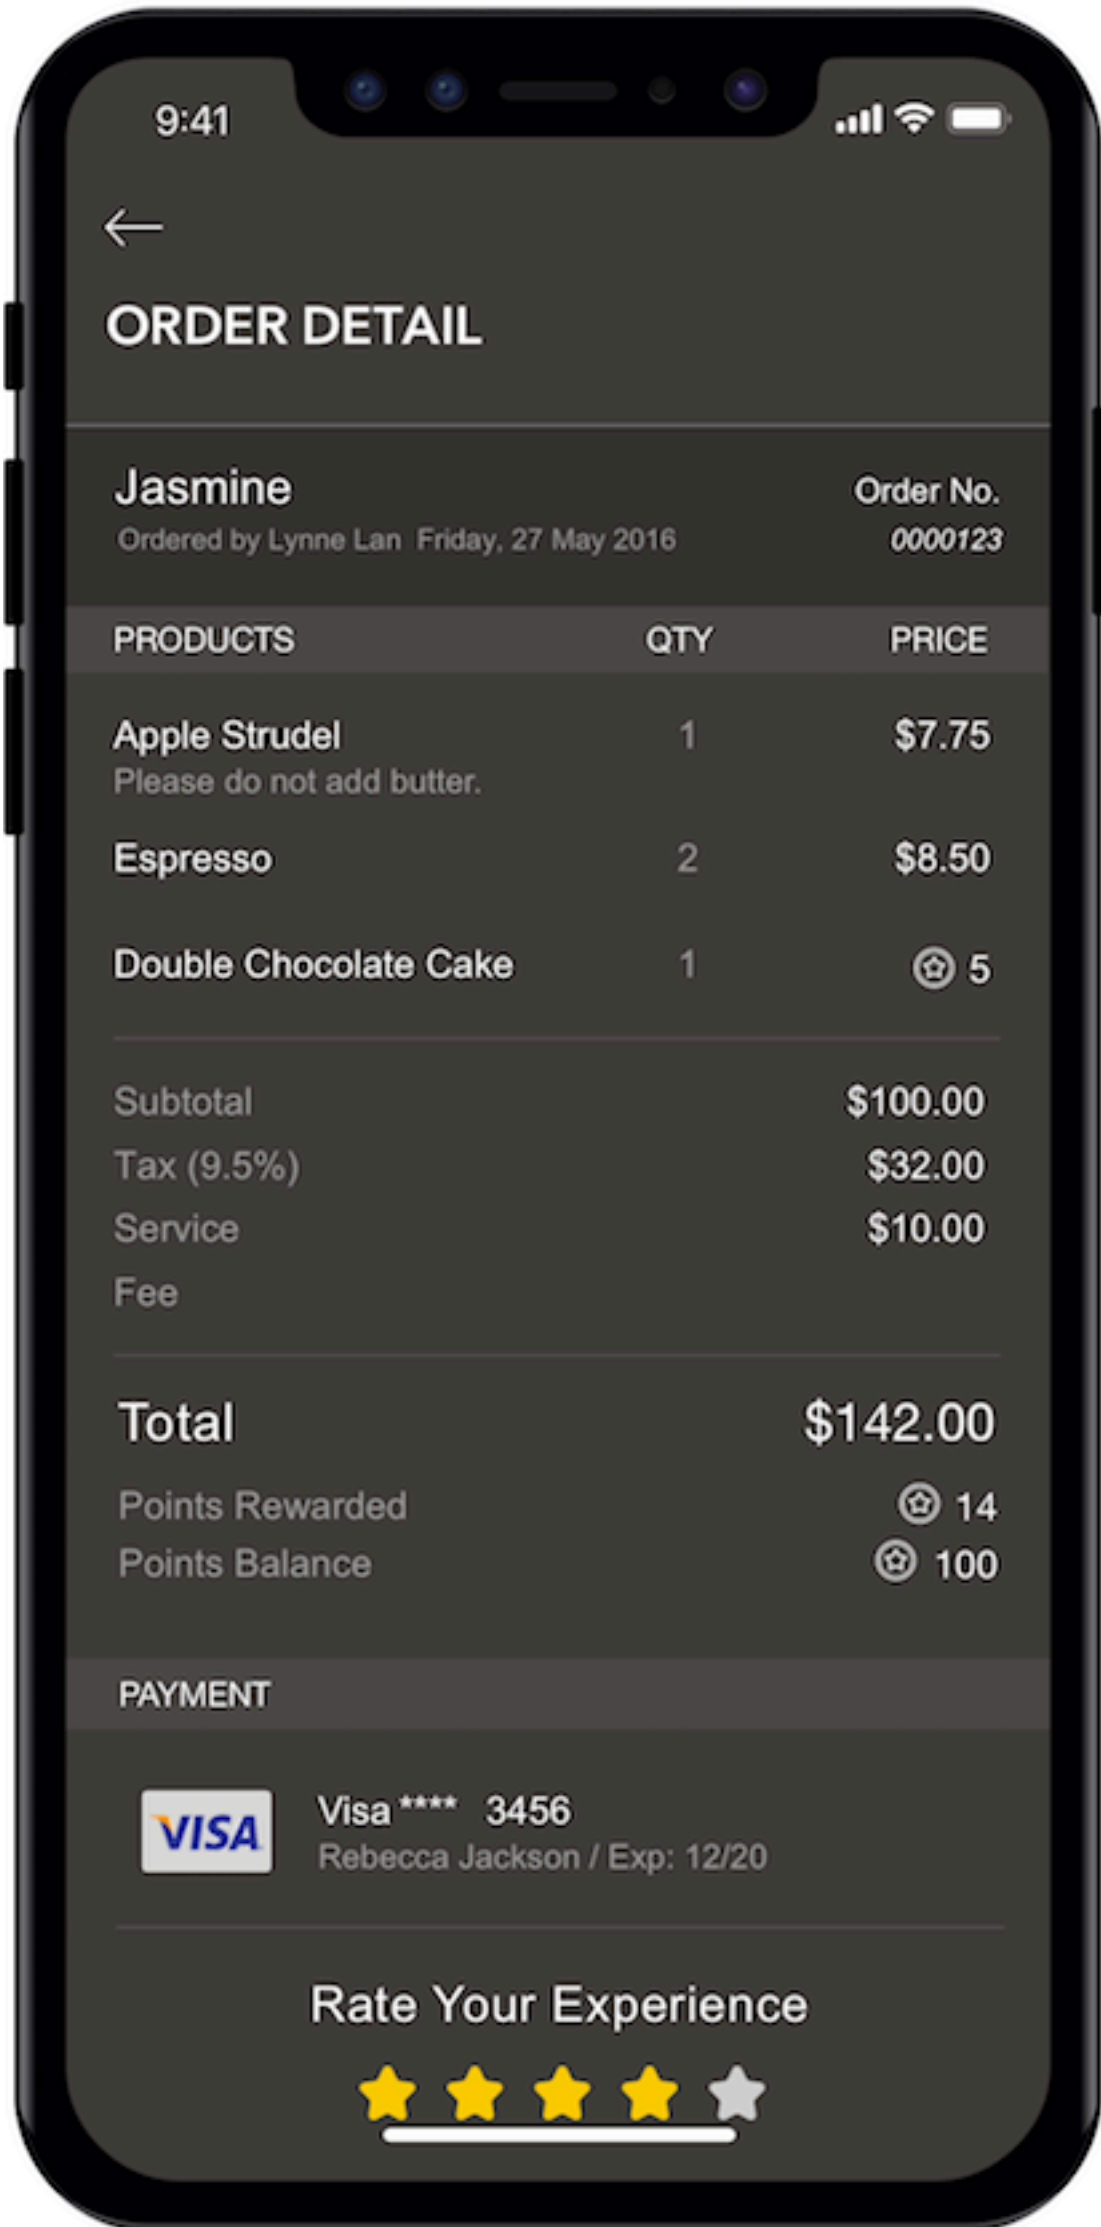 9:41
ORDER DETAIL
Jasmine Order No.
Ordered by Lynne Lan Friday, 27 May 2016 0000123
PRODUCTS QTY PRICE
Apple Strudel 1 $7.75
Please do not add butter.
Espresso 2 $8.50
Double Chocolate Cake 1 5
Subtotal $100.00
Tax (9.5%) $32.00
Service $10.00
Fee
Total $142.00
Points Rewarded 14
Points Balance 100
PAYMENT
VISA Visa **** 3456
Rebecca Jackson / Exp: 12/20
Rate Your Experience